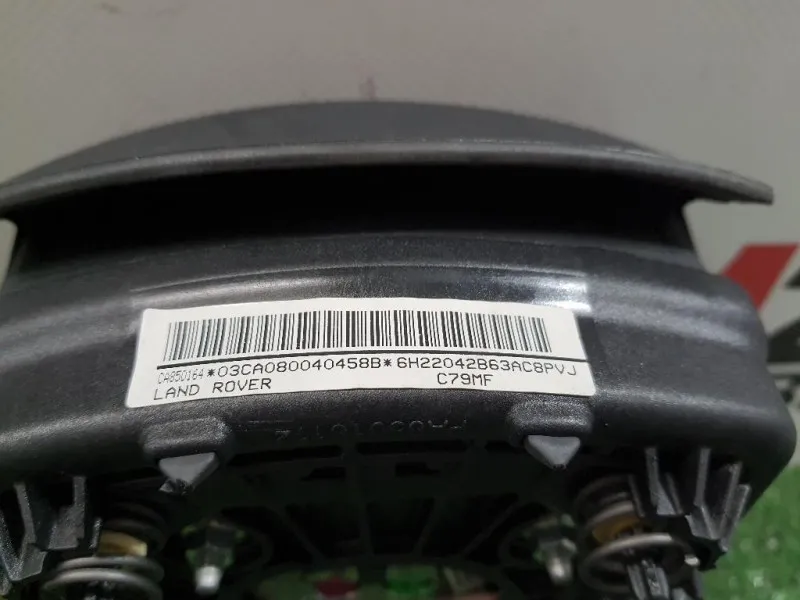 CA850164 *03CA080040458B* 6H22042B63AC8PVJ
LAND ROVER C79MF